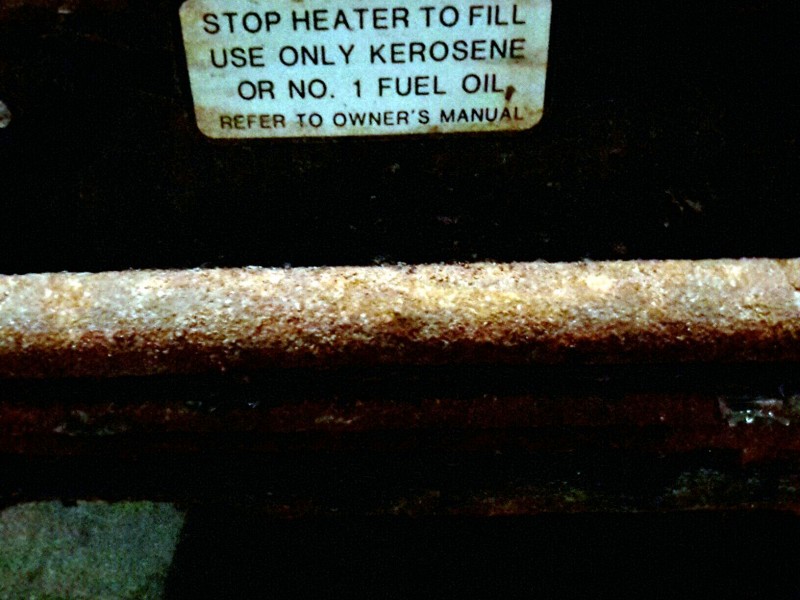 STOP HEATER TO FILL
USE ONLY KEROSENE
OR NO. 1 FUEL OIL
REFER TO OWNER'S MANUAL